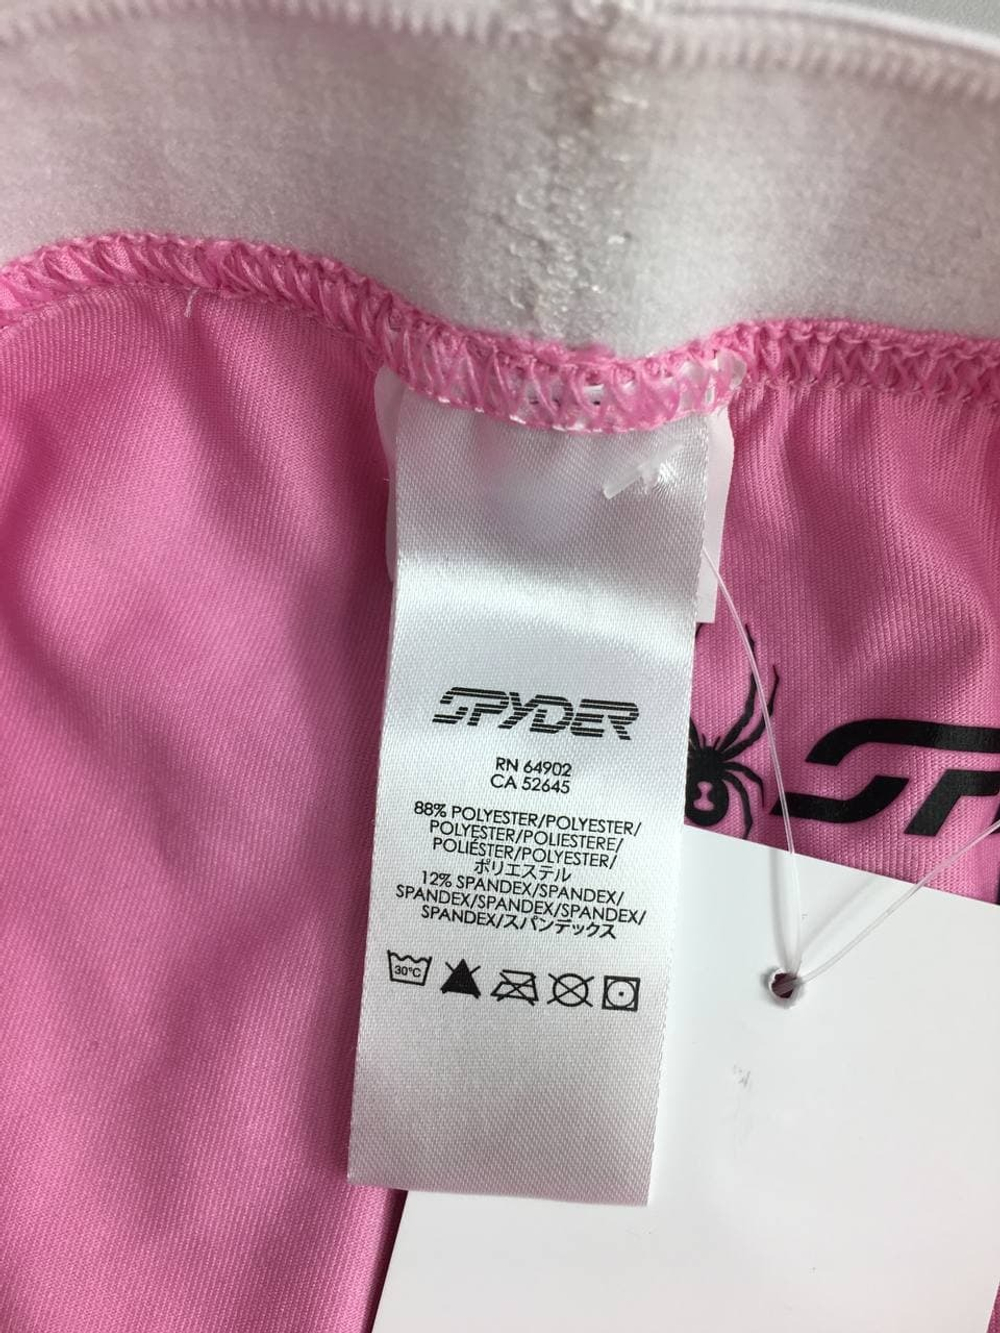 SPYDER
RN 64902
CA 52645
88% POLYESTER/POLYESTER/
POLYESTER/POLIESTERE/
POLIÉSTER/POLYESTER/
ポリエステル
12% SPANDEX/SPANDEX/
SPANDEX/SPANDEX/SPANDEX/
SPANDEX/スパンデックス
30°C
SP